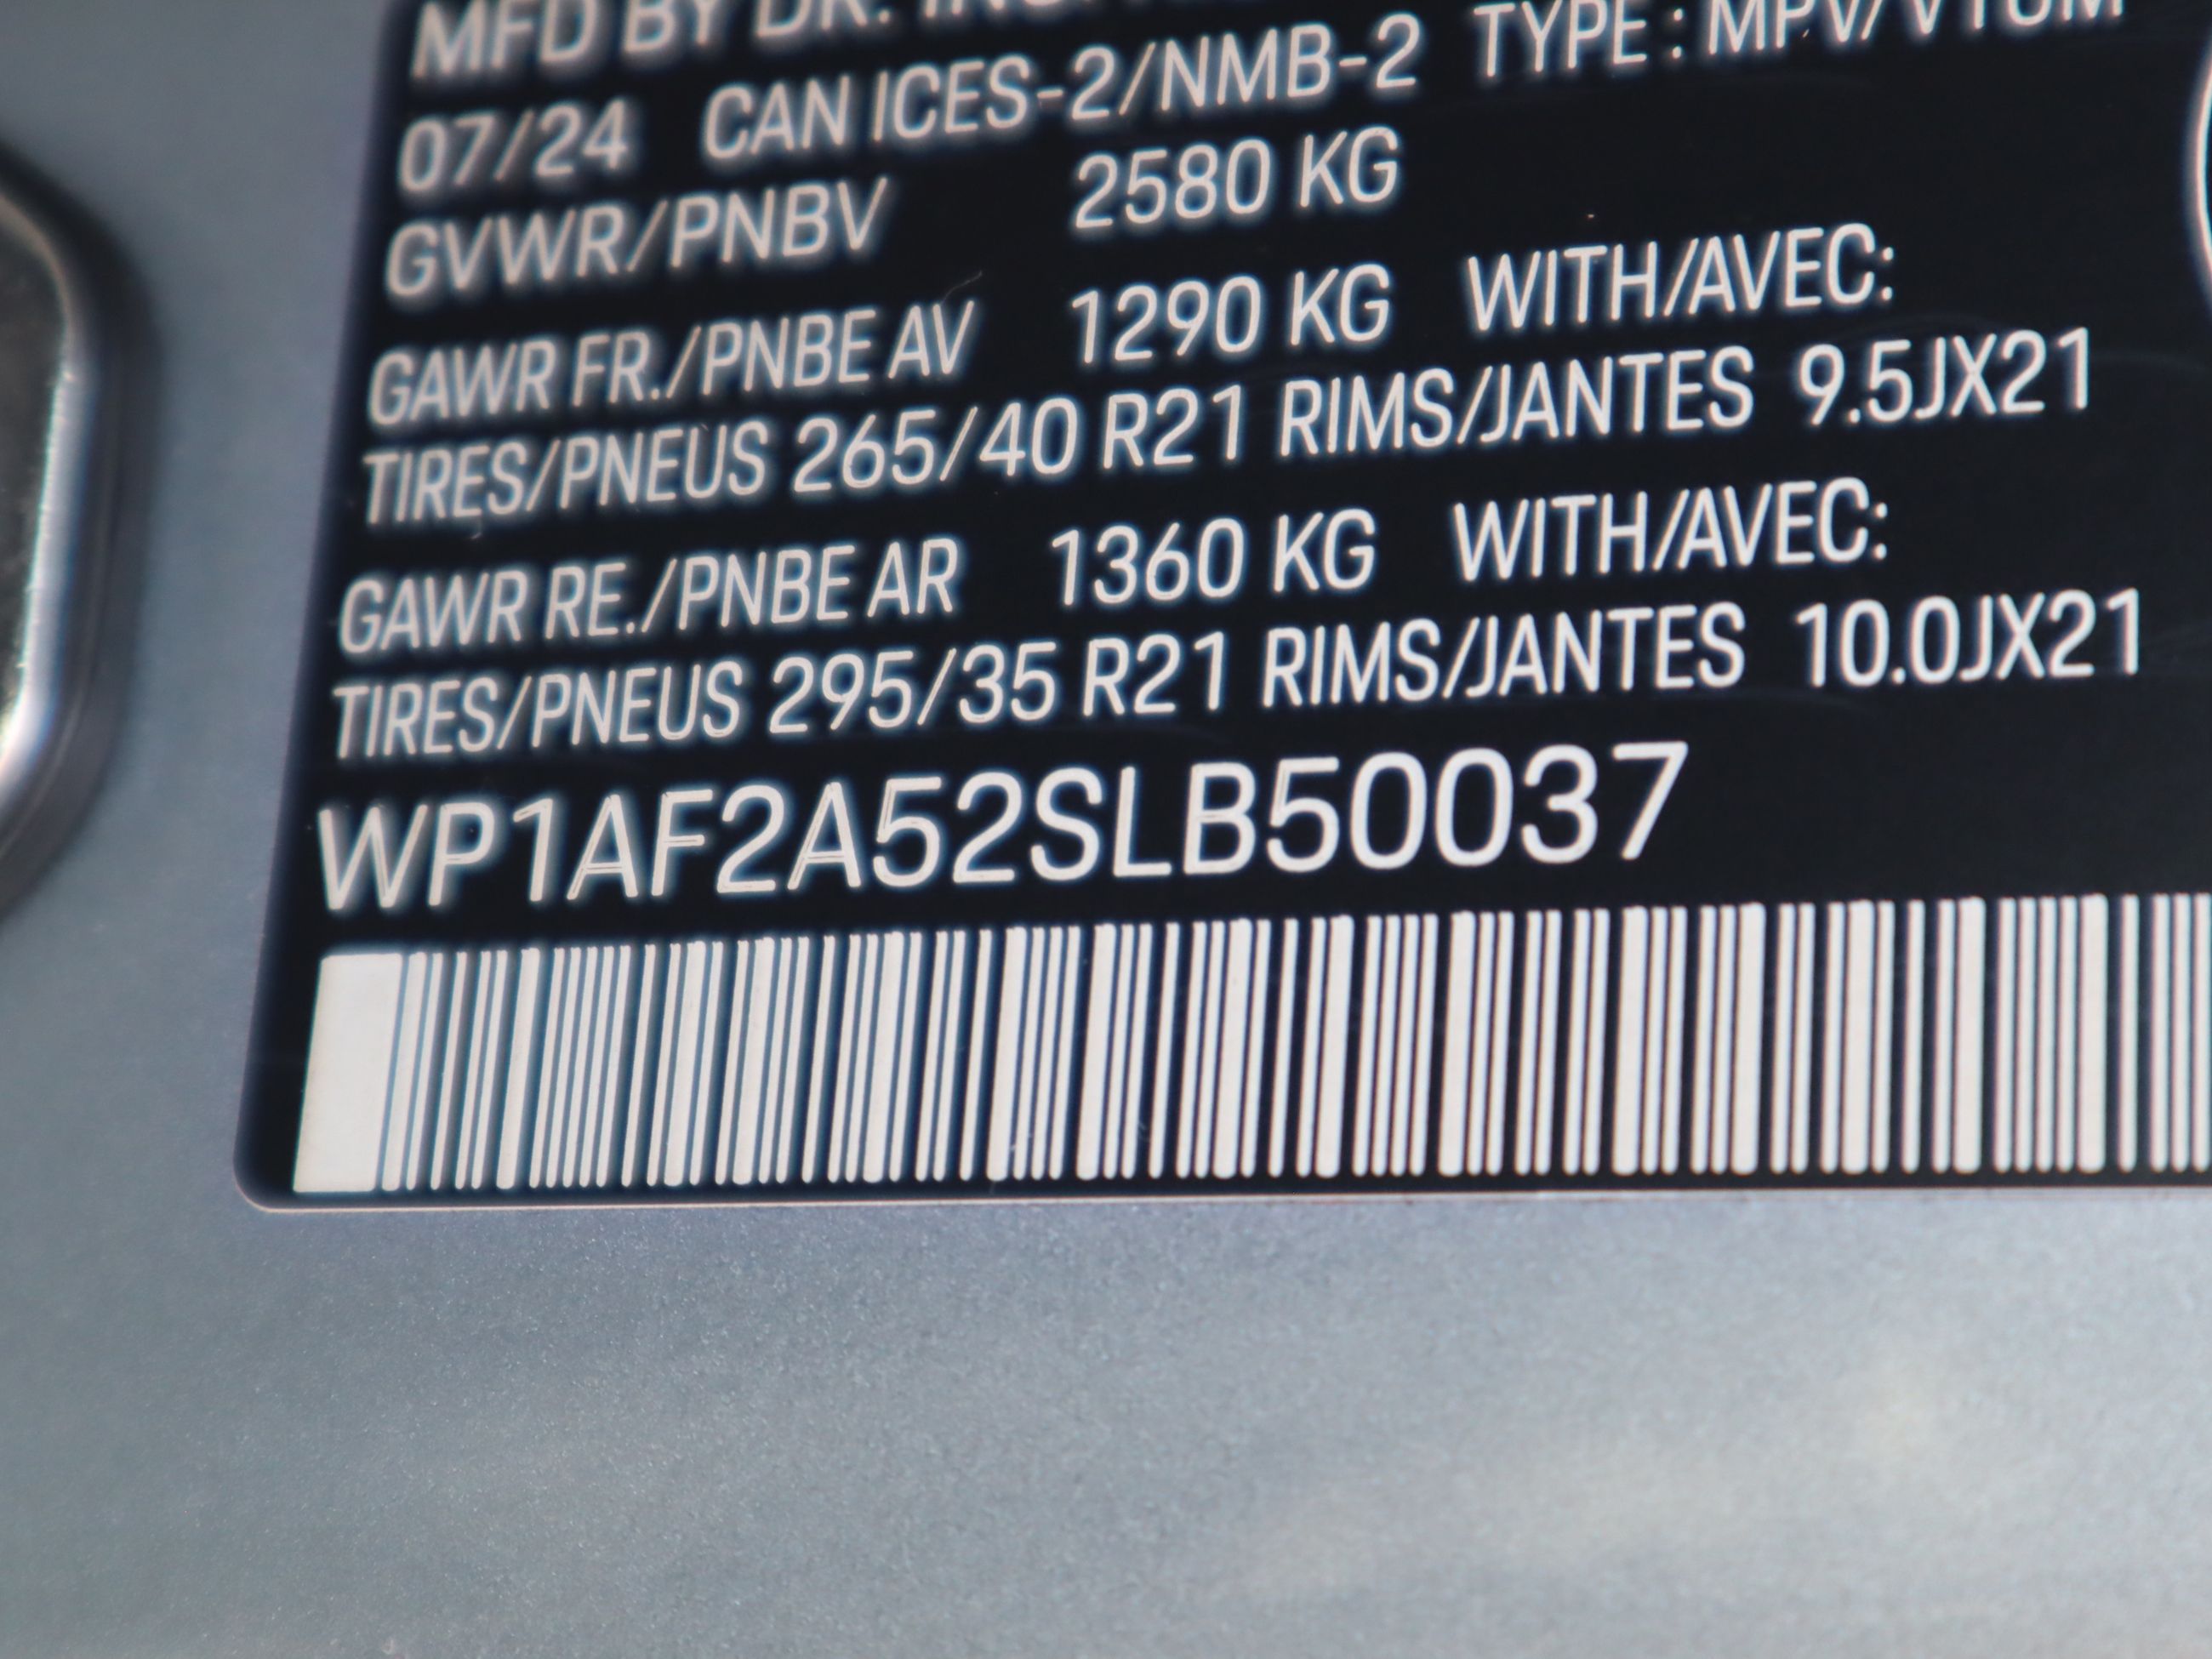 MFD BY DR.
07/24 CAN ICES-2/NMB-2 TYPE : MPV/VTUM
GVWR/PNBV 2580 KG
GAWR FR./PNBE AV 1290 KG WITH/AVEC:
TIRES/PNEUS 265/40 R21 RIMS/JANTES 9.5JX21
GAWR RE./PNBE AR 1360 KG WITH/AVEC:
TIRES/PNEUS 295/35 R21 RIMS/JANTES 10.0JX21
WP1AF2A52SLB50037